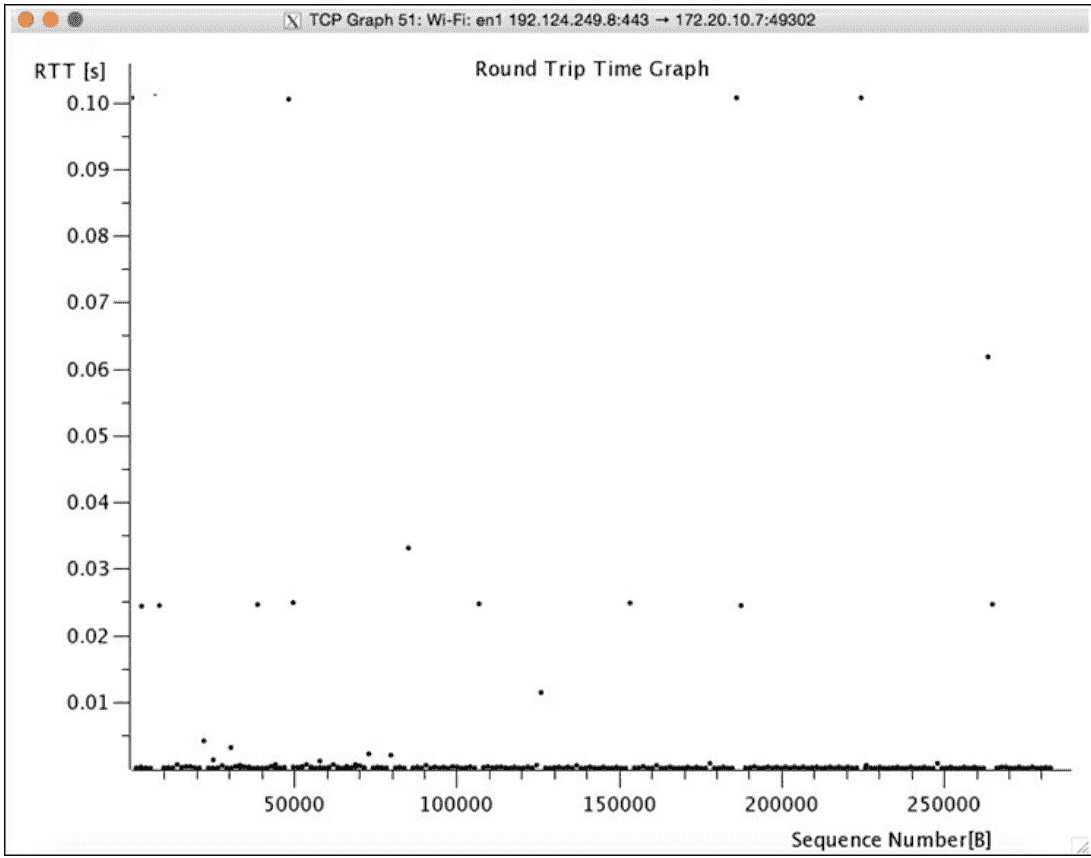 TCP Graph 51: Wi-Fi: en1 192.124.249.8:443 → 172.20.10.7:49302
Round Trip Time Graph
RTT [s]
0.10
0.09
0.08
0.07
0.06
0.05
0.04
0.03
0.02
0.01
50000 100000 150000 200000 250000
Sequence Number[B]